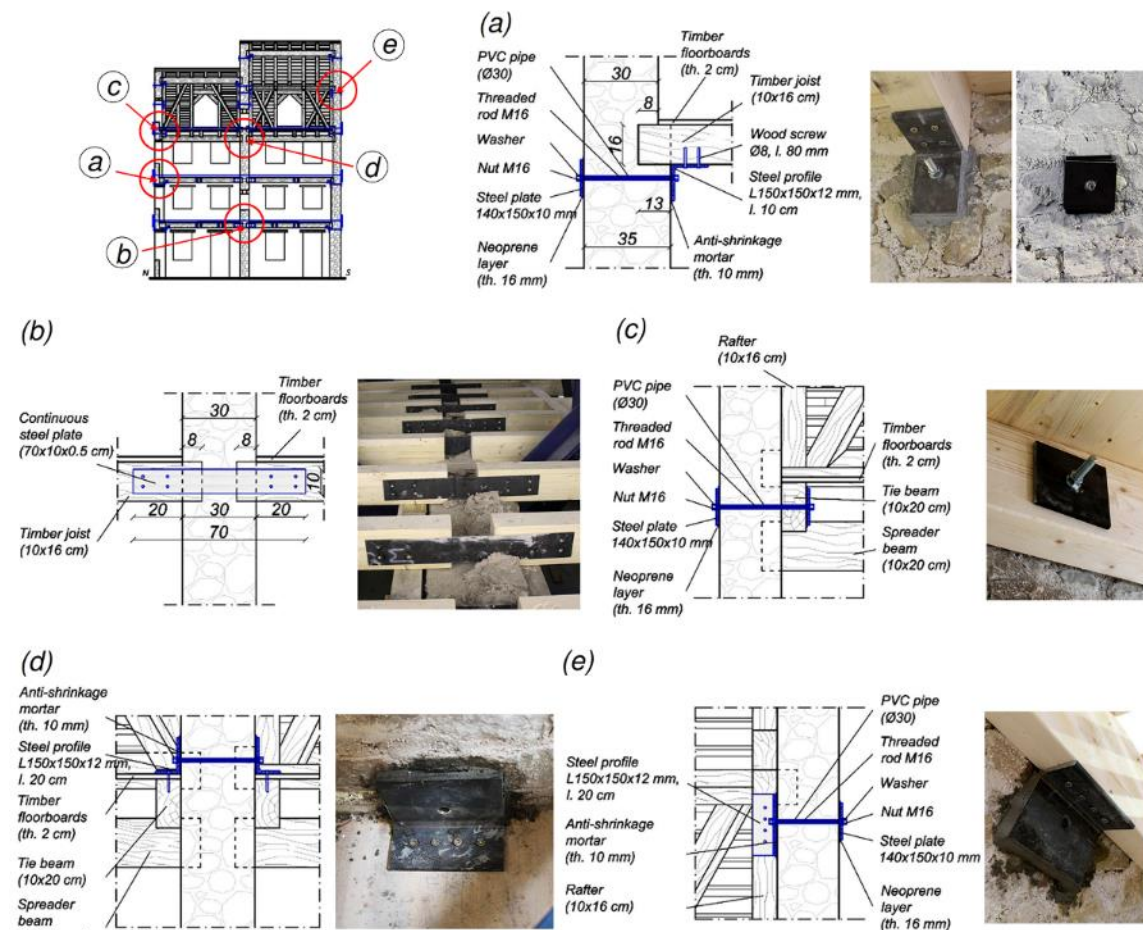 c
a
b
d
e
N
S
(a)
PVC pipe
(Ø30)
Threaded
rod M16
Washer
Nut M16
Steel plate
140x150x10 mm
Neoprene
layer
(th. 16 mm)
30
8
16
13
35
Timber
floorboards
(th. 2 cm)
Timber joist
(10x16 cm)
Wood screw
Ø8, l. 80 mm
Steel profile
L150x150x12 mm,
l. 10 cm
Anti-shrinkage
mortar
(th. 10 mm)
(b)
Continuous
steel plate
(70x10x0.5 cm)
Timber joist
(10x16 cm)
Timber
floorboards
(th. 2 cm)
30
8
8
10
20
30
20
70
(c)
Rafter
(10x16 cm)
PVC pipe
(Ø30)
Threaded
rod M16
Washer
Nut M16
Steel plate
140x150x10 mm
Neoprene
layer
(th. 16 mm)
Timber
floorboards
(th. 2 cm)
Tie beam
(10x20 cm)
Spreader
beam
(10x20 cm)
(d)
Anti-shrinkage
mortar
(th. 10 mm)
Steel profile
L150x150x12 mm,
l. 20 cm
Timber
floorboards
(th. 2 cm)
Tie beam
(10x20 cm)
Spreader
beam
(e)
Steel profile
L150x150x12 mm,
l. 20 cm
Anti-shrinkage
mortar
(th. 10 mm)
Rafter
(10x16 cm)
PVC pipe
(Ø30)
Threaded
rod M16
Washer
Nut M16
Steel plate
140x150x10 mm
Neoprene
layer
(th. 16 mm)